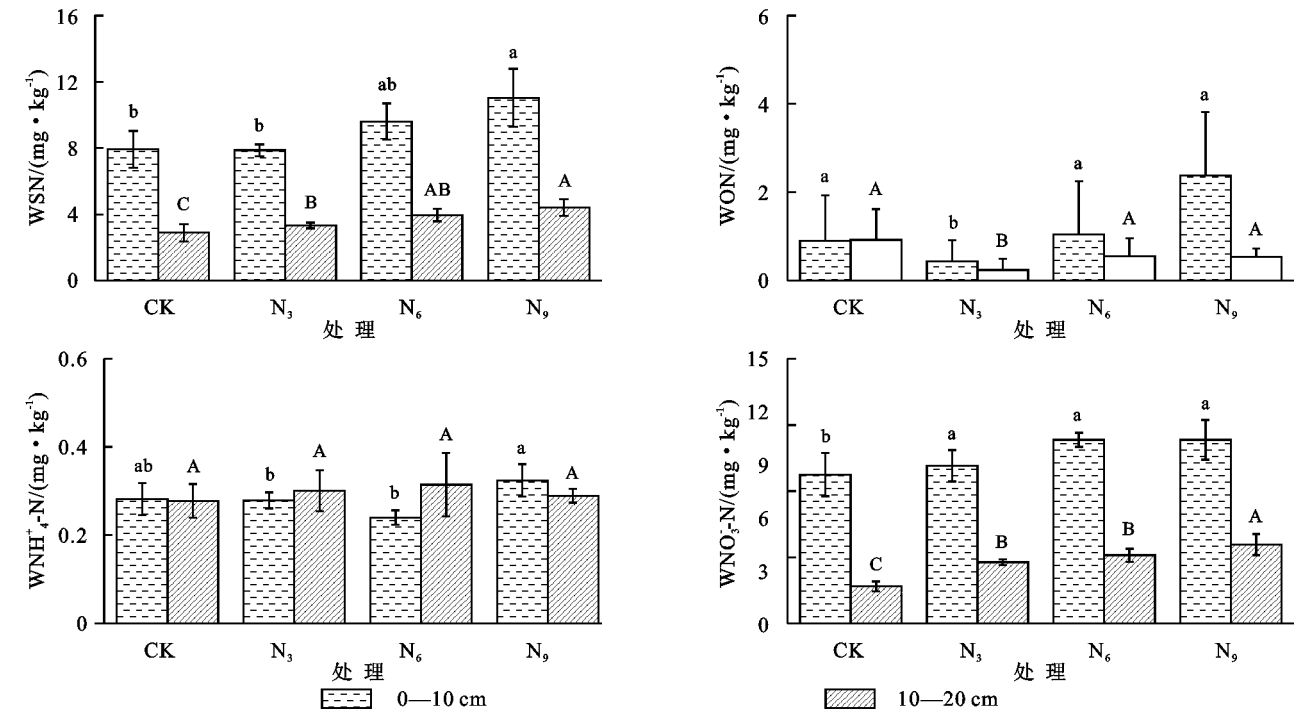 WSN/(mg·kg⁻¹)
16
12
8
4
0
b
C
b
B
ab
AB
a
A
CK
N₃
N₆
N₉
处 理
WON/(mg·kg⁻¹)
6
4
2
0
a
A
b
B
a
A
a
A
CK
N₃
N₆
N₉
处 理
WNH₄⁺-N/(mg·kg⁻¹)
0.6
0.4
0.2
0
ab
A
b
A
b
A
a
A
CK
N₃
N₆
N₉
处 理
WNO₃⁻-N/(mg·kg⁻¹)
15
12
9
6
3
0
b
C
a
B
a
B
a
A
CK
N₃
N₆
N₉
处 理
0—10 cm
10—20 cm